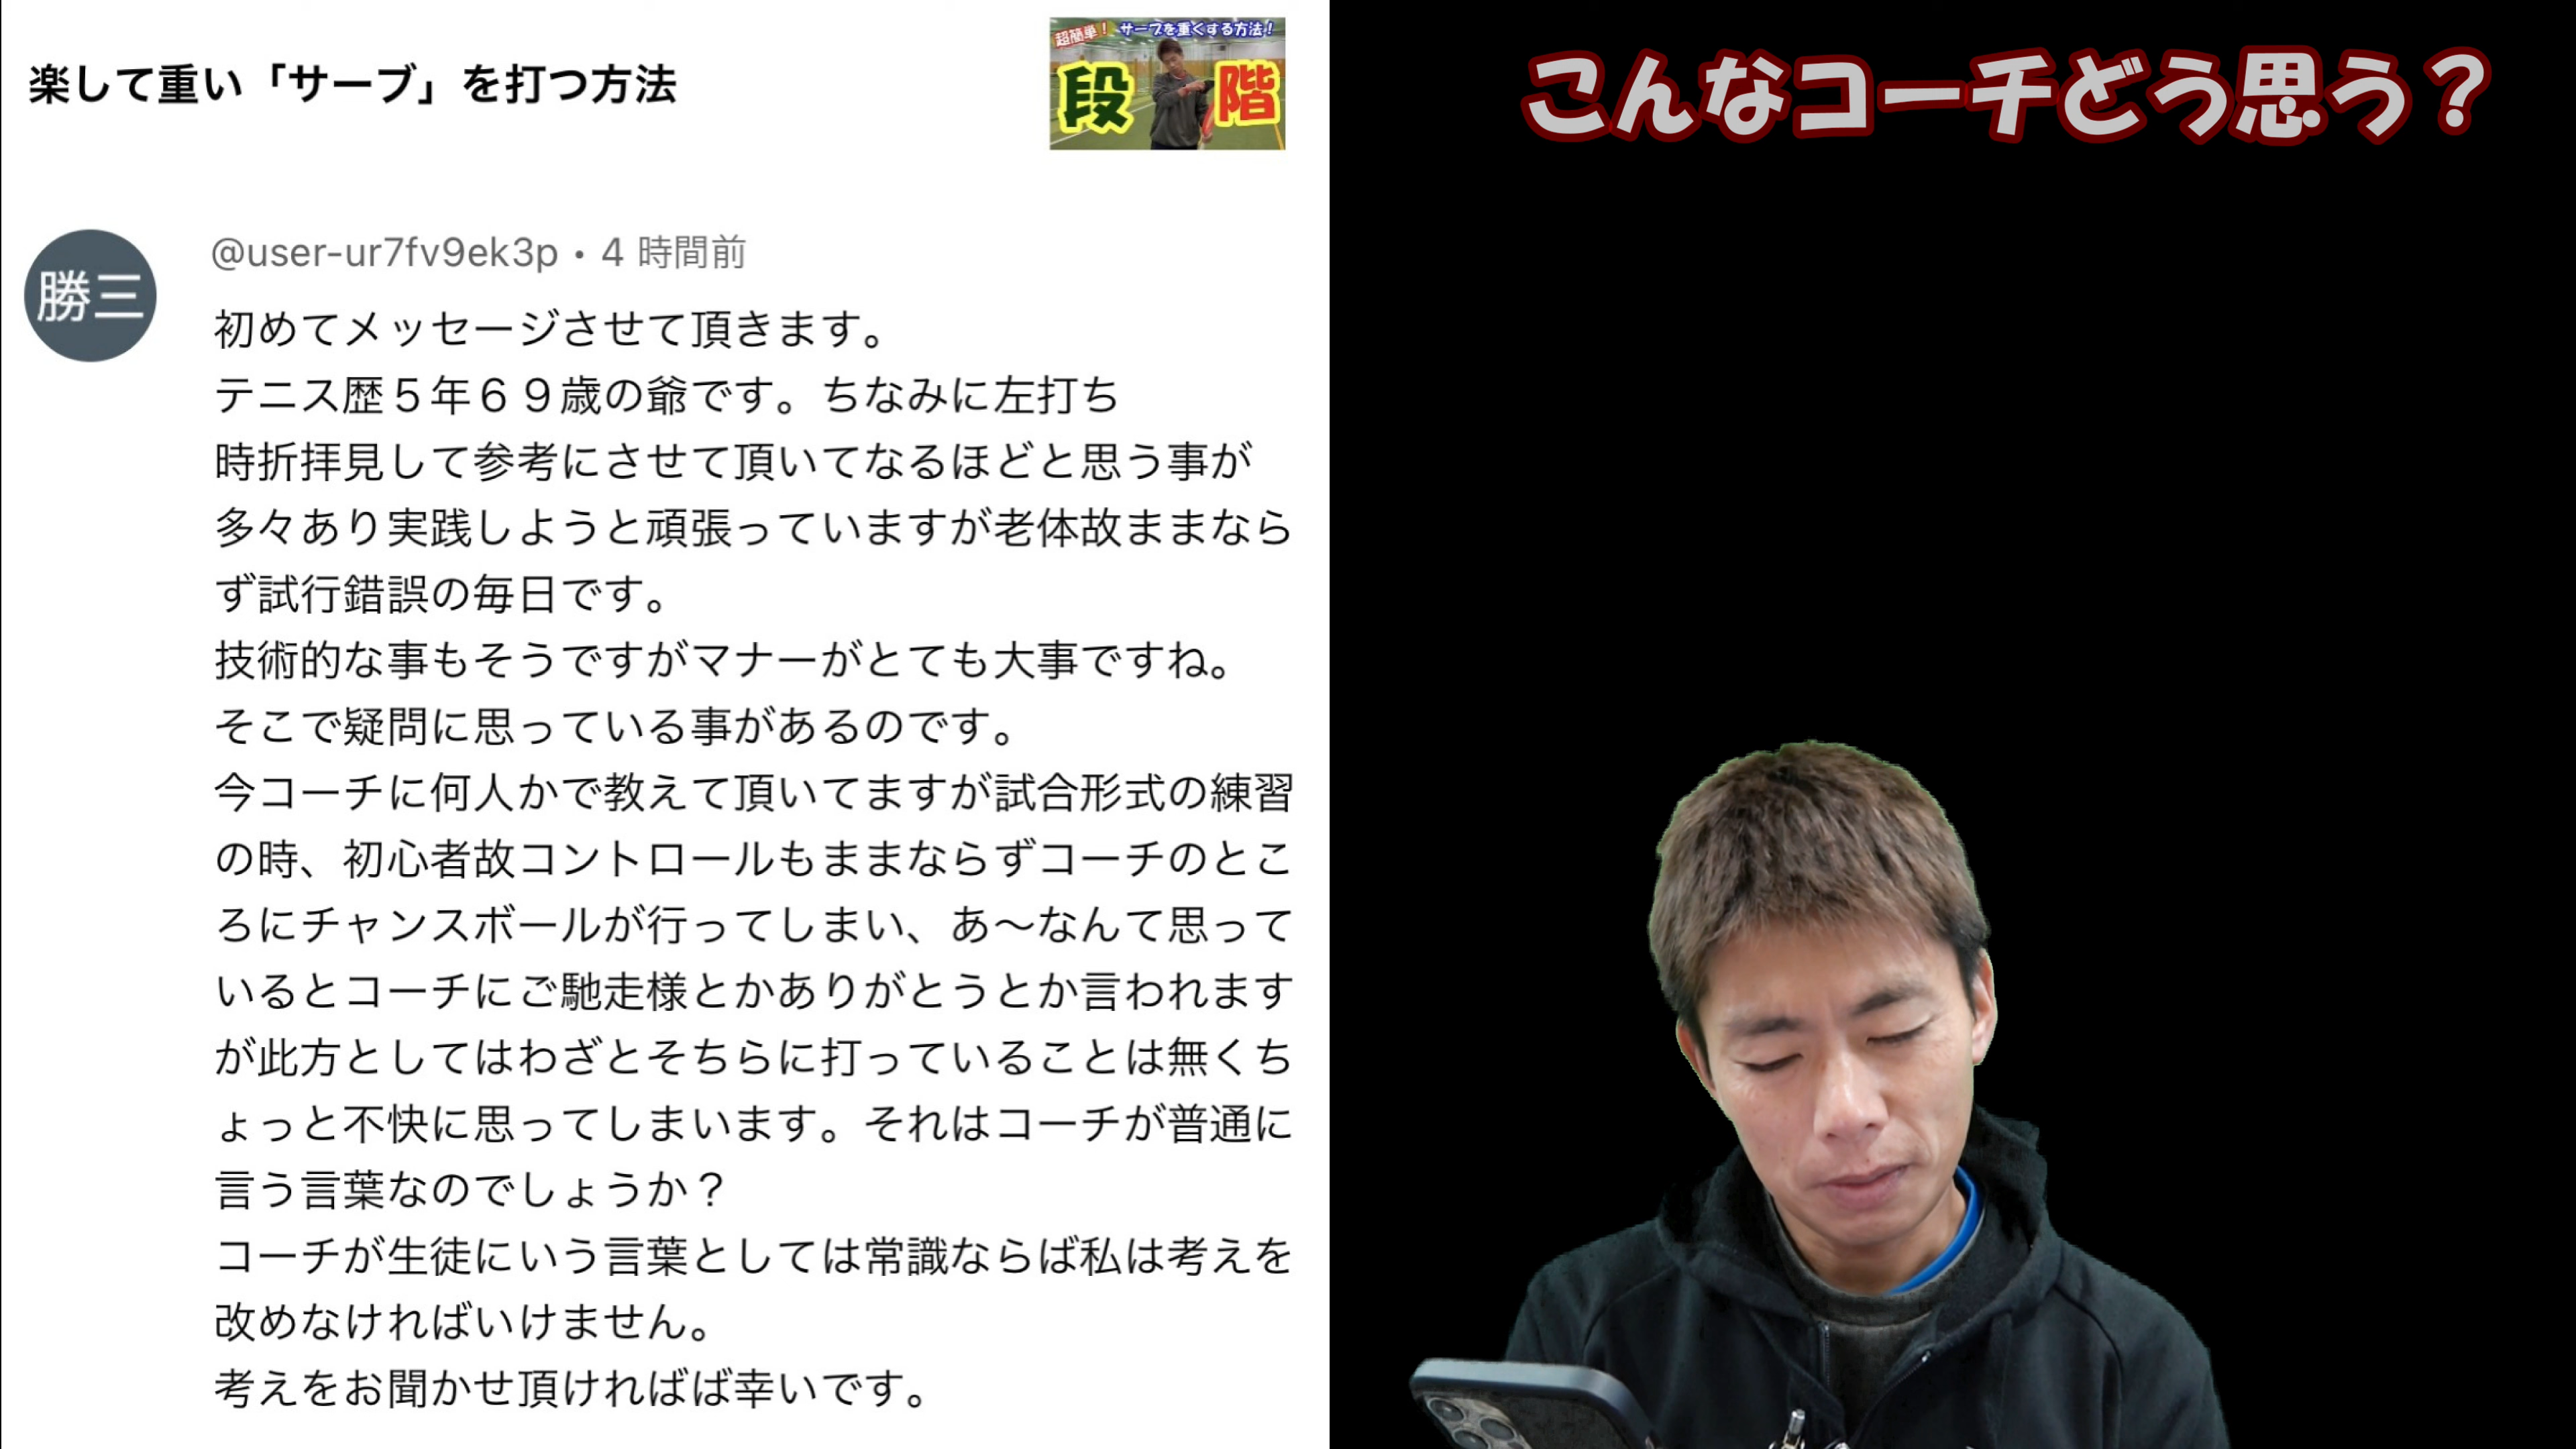 楽して重い「サーブ」を打つ方法
超簡単！ サーブを重くする方法！
段 階
こんなコーチどう思う？
勝三
@user-ur7fv9ek3p・4 時間前
初めてメッセージさせて頂きます。
テニス歴５年６９歳の爺です。ちなみに左打ち
時折拝見して参考にさせて頂いてなるほどと思う事が
多々あり実践しようと頑張っていますが老体故ままなら
ず試行錯誤の毎日です。
技術的な事もそうですがマナーがとても大事ですね。
そこで疑問に思っている事があるのです。
今コーチに何人かで教えて頂いてますが試合形式の練習
の時、初心者故コントロールもままならずコーチのとこ
ろにチャンスボールが行ってしまい、あ〜なんて思って
いるとコーチにご馳走様とかありがとうとか言われます
が此方としてはわざとそちらに打っていることは無くち
ょっと不快に思ってしまいます。それはコーチが普通に
言う言葉なのでしょうか？
コーチが生徒にいう言葉としては常識ならば私は考えを
改めなければいけません。
考えをお聞かせ頂ければば幸いです。